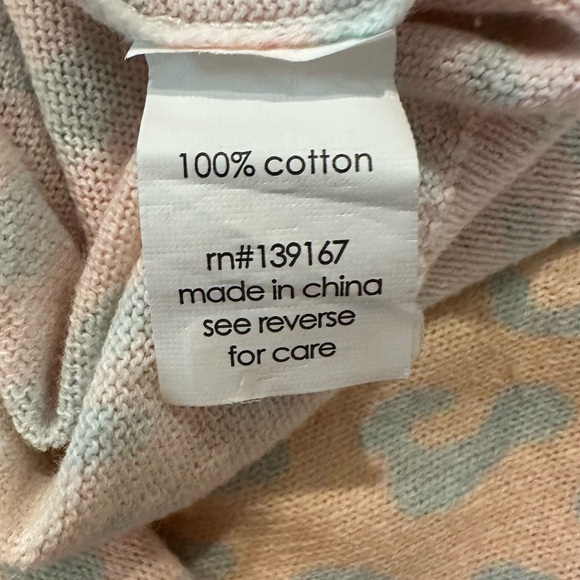 100% cotton
rn#139167
made in china
see reverse
for care